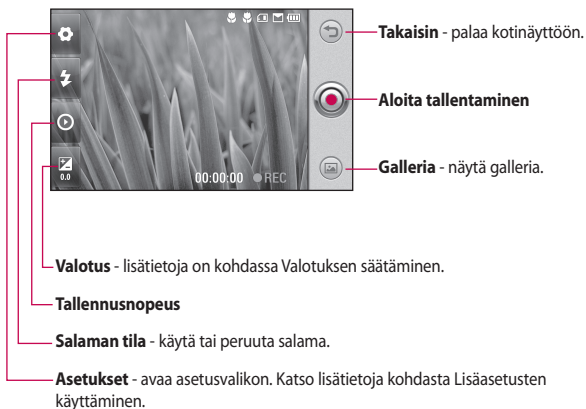 Takaisin - palaa kotinäyttöön.
Aloita tallentaminen
Galleria - näytä galleria.
0.0
00:00:00 REC
Valotus - lisätietoja on kohdassa Valotuksen säätäminen.
Tallennusnopeus
Salaman tila - käytä tai peruuta salama.
Asetukset - avaa asetusvalikon. Katso lisätietoja kohdasta Lisäasetusten
käyttäminen.